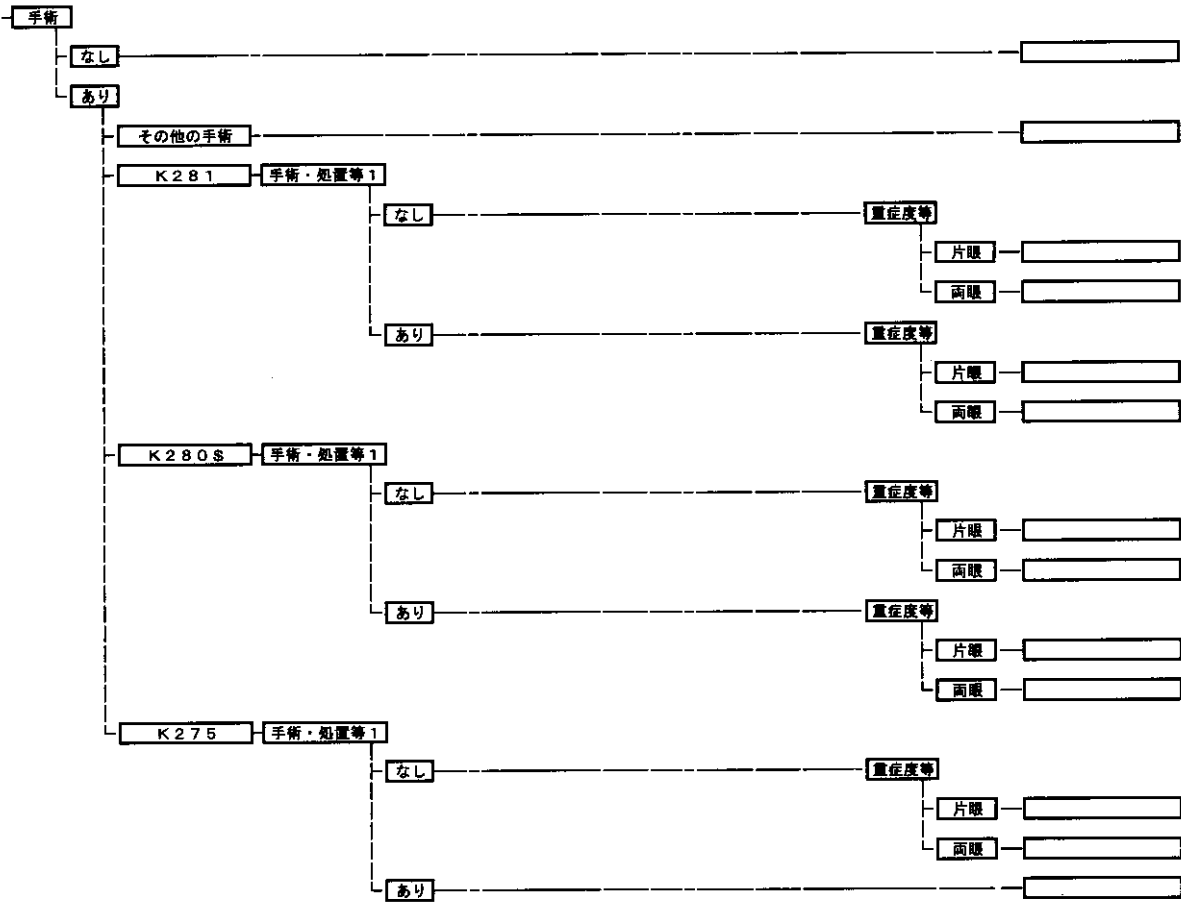 手術
なし
あり
その他の手術
K281 手術・処置等1
なし 重症度等
片眼
両眼
あり 重症度等
片眼
両眼
K280$ 手術・処置等1
なし 重症度等
片眼
両眼
あり 重症度等
片眼
両眼
K275 手術・処置等1
なし 重症度等
片眼
両眼
あり